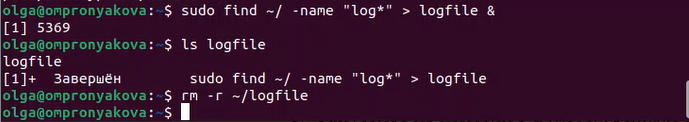 olga@ompronyakova:~$ sudo find ~/ -name "log*" > logfile &
[1] 5369
olga@ompronyakova:~$ ls logfile
logfile
[1]+  Завершён        sudo find ~/ -name "log*" > logfile
olga@ompronyakova:~$ rm -r ~/logfile
olga@ompronyakova:~$